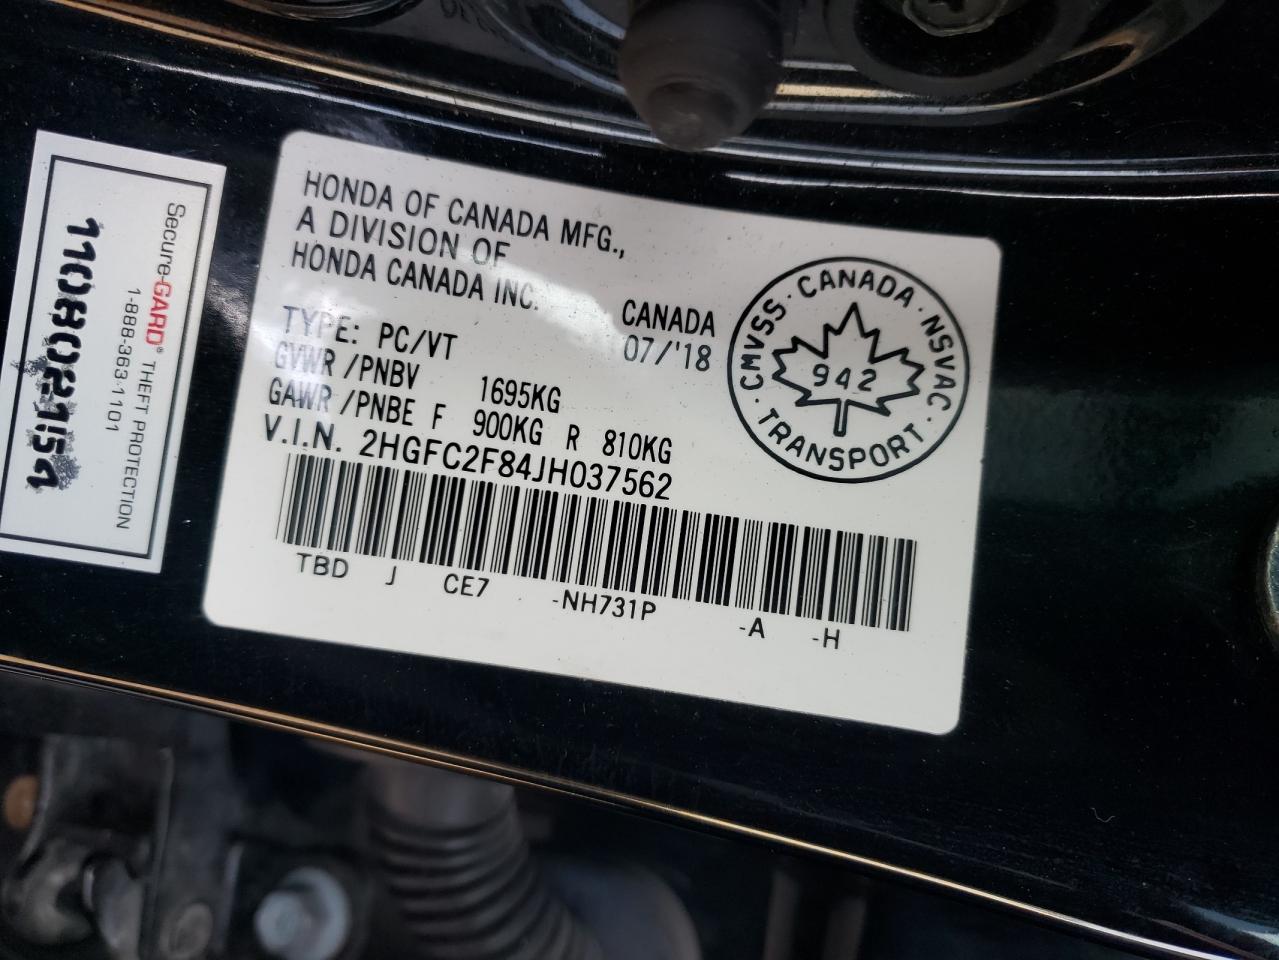 HONDA OF CANADA MFG.,
A DIVISION OF
HONDA CANADA INC.
CANADA
07/'18
TYPE: PC/VT
GVWR/PNBV 1695KG
GAWR/PNBE F 900KG R 810KG
V.I.N. 2HGFC2F84JH037562
TBD J CE7 -NH731P -A -H
CMVSS · CANADA · NSVAC · TRANSPORT ·
942
Secure-GARD® THEFT PROTECTION
1-888-363-1101